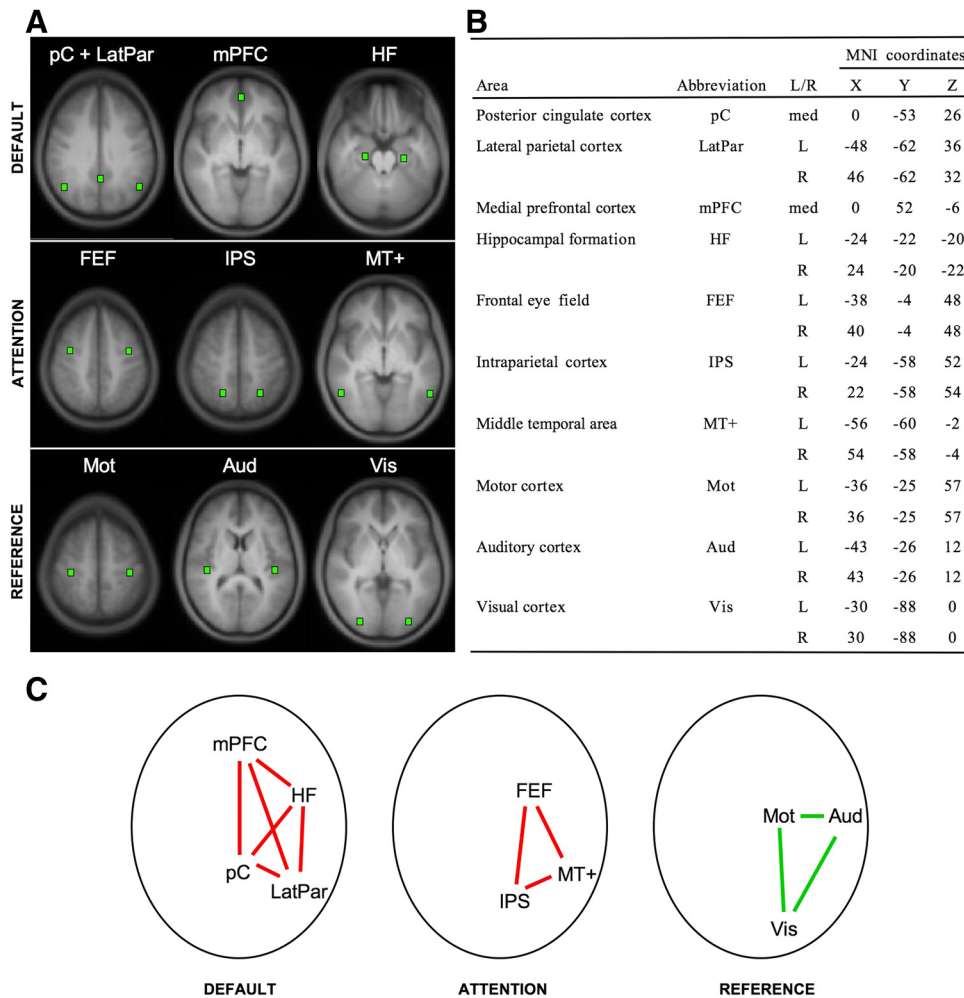 A
B
pC + LatPar mPFC HF
DEFAULT
FEF IPS MT+
ATTENTION
Mot Aud Vis
REFERENCE
MNI coordinates
Area Abbreviation L/R X Y Z
Posterior cingulate cortex pC med 0 -53 26
Lateral parietal cortex LatPar L -48 -62 36
R 46 -62 32
Medial prefrontal cortex mPFC med 0 52 -6
Hippocampal formation HF L -24 -22 -20
R 24 -20 -22
Frontal eye field FEF L -38 -4 48
R 40 -4 48
Intraparietal cortex IPS L -24 -58 52
R 22 -58 54
Middle temporal area MT+ L -56 -60 -2
R 54 -58 -4
Motor cortex Mot L -36 -25 57
R 36 -25 57
Auditory cortex Aud L -43 -26 12
R 43 -26 12
Visual cortex Vis L -30 -88 0
R 30 -88 0
C
mPFC
HF
pC
LatPar
DEFAULT
FEF
MT+
IPS
ATTENTION
Mot Aud
Vis
REFERENCE